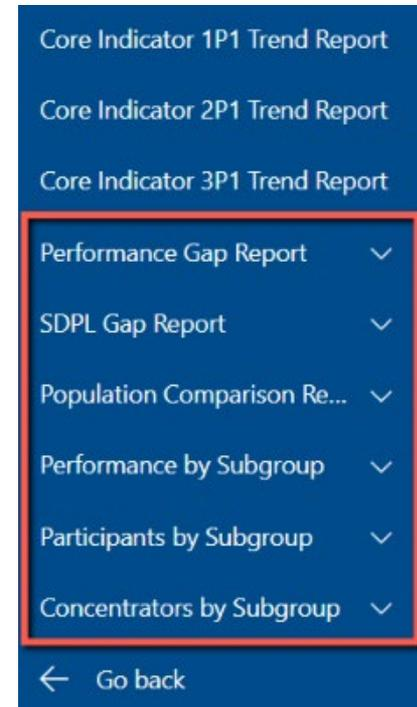 Core Indicator 1P1 Trend Report
Core Indicator 2P1 Trend Report
Core Indicator 3P1 Trend Report
Performance Gap Report
SDPL Gap Report
Population Comparison Re...
Performance by Subgroup
Participants by Subgroup
Concentrators by Subgroup
Go back